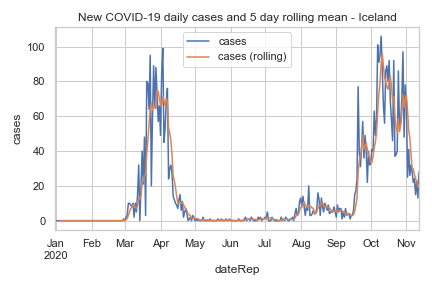 New COVID-19 daily cases and 5 day rolling mean - Iceland
cases
cases (rolling)
100
80
60
40
20
0
cases
Jan Feb Mar Apr May Jun Jul Aug Sep Oct Nov
2020
dateRep